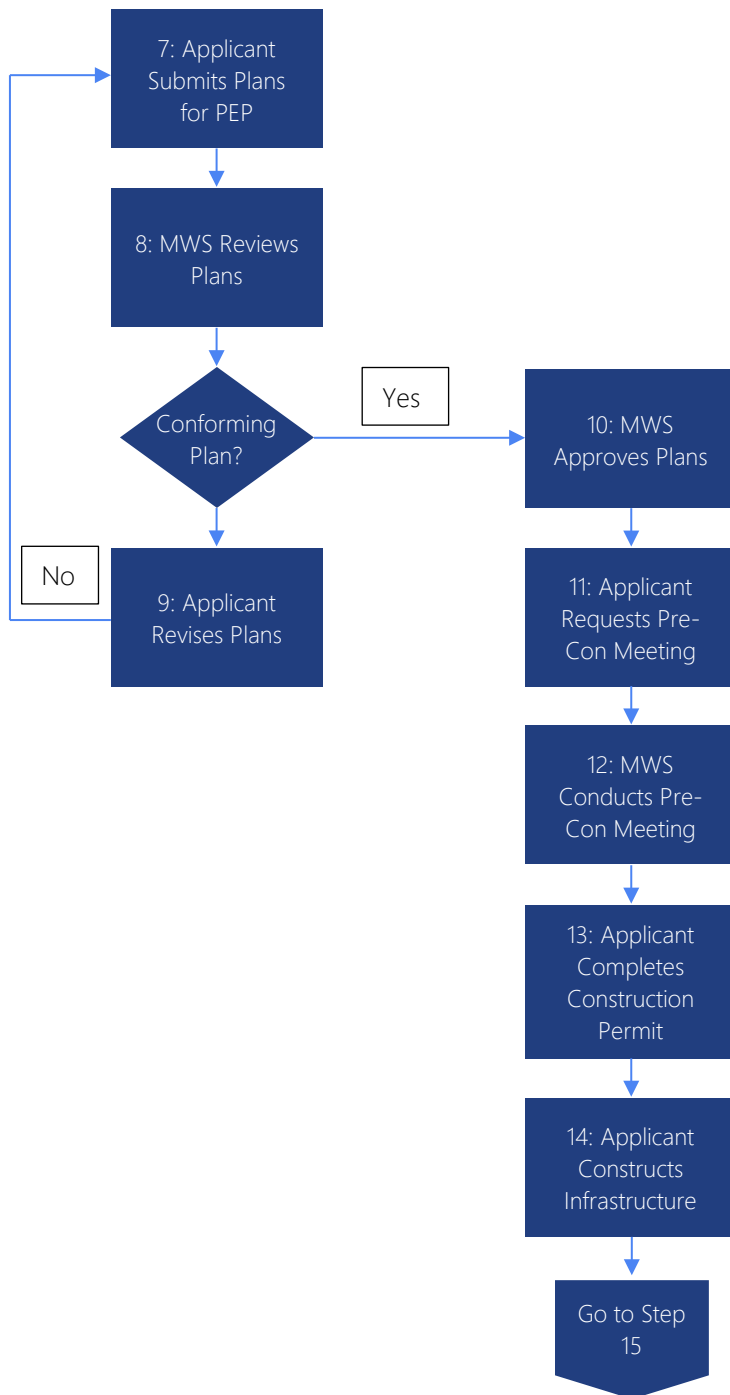 7: Applicant
Submits Plans
for PEP
8: MWS Reviews
Plans
Conforming
Plan?
Yes
No
9: Applicant
Revises Plans
10: MWS
Approves Plans
11: Applicant
Requests Pre-
Con Meeting
12: MWS
Conducts Pre-
Con Meeting
13: Applicant
Completes
Construction
Permit
14: Applicant
Constructs
Infrastructure
Go to Step
15